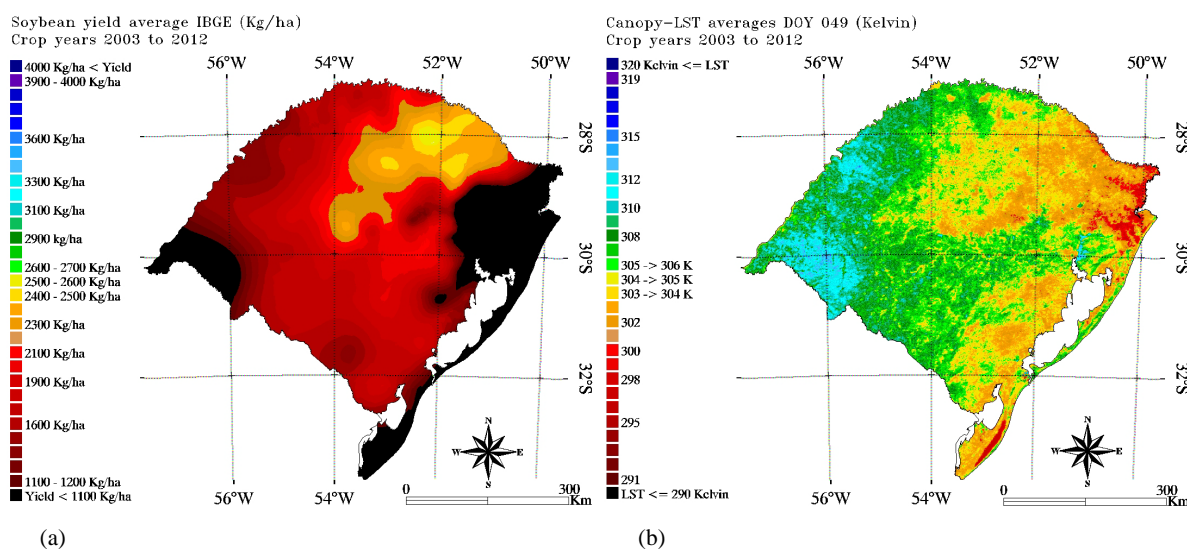 Soybean yield average IBGE (Kg/ha)
Crop years 2003 to 2012
4000 Kg/ha < Yield
3900 - 4000 Kg/ha
3600 Kg/ha
3300 Kg/ha
3100 Kg/ha
2900 kg/ha
2600 - 2700 Kg/ha
2500 - 2600 Kg/ha
2400 - 2500 Kg/ha
2300 Kg/ha
2100 Kg/ha
1900 Kg/ha
1600 Kg/ha
1100 - 1200 Kg/ha
Yield < 1100 Kg/ha
56°W 54°W 52°W 50°W
28°S
30°S
32°S
N
W E
S
56°W 54°W 52°W
0 300
Km
(a)
Canopy-LST averages DOY 049 (Kelvin)
Crop years 2003 to 2012
320 Kelvin <= LST
319
315
312
310
308
305 -> 306 K
304 -> 305 K
303 -> 304 K
302
300
298
295
291
LST <= 290 Kelvin
56°W 54°W 52°W 50°W
28°S
30°S
32°S
N
W E
S
56°W 54°W 52°W
0 300
Km
(b)